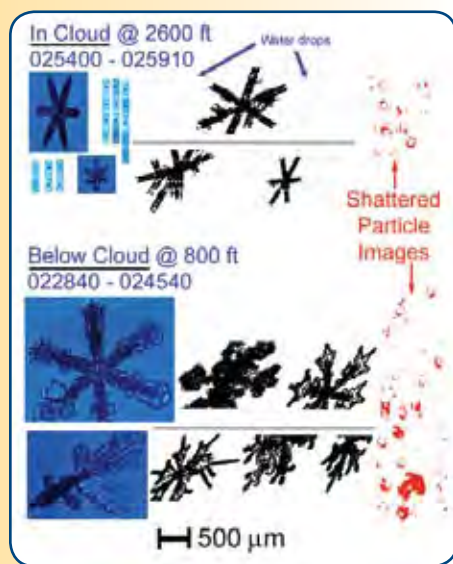 In Cloud @ 2600 ft
025400 - 025910
Water drops
Shattered
Particle
Images
Below Cloud @ 800 ft
022840 - 024540
500 μm